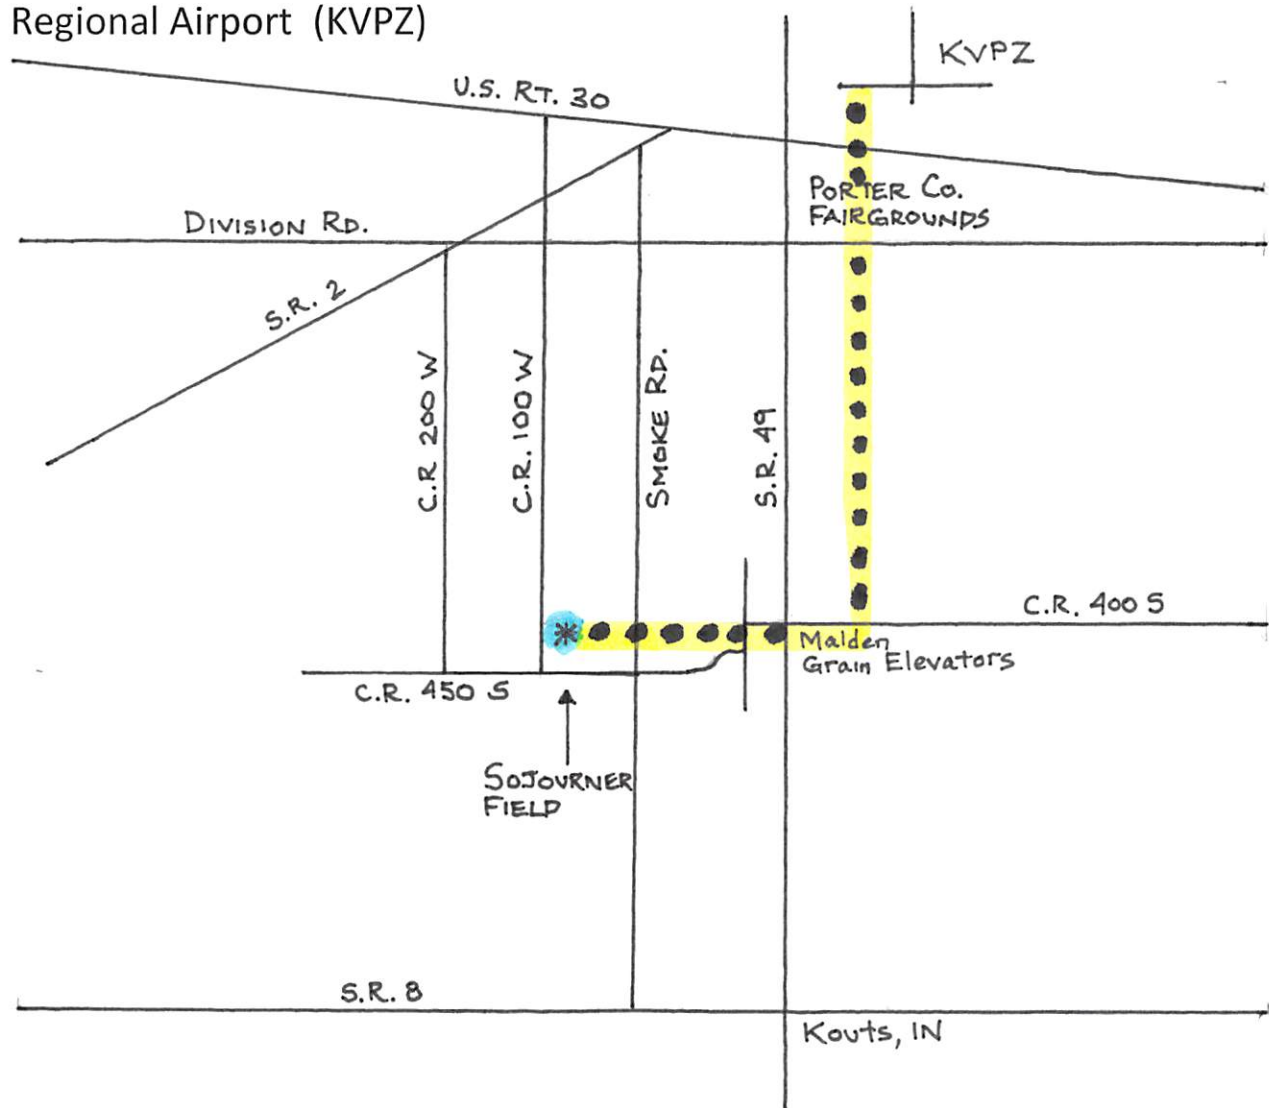 Regional Airport (KVPZ)
KVPZ
U.S. RT. 30
PORTER CO.
FAIRGROUNDS
DIVISION RD.
S.R. 2
C.R 200 W
C.R. 100 W
SMOKE RD.
S.R. 49
C.R. 400 S
Malden
Grain Elevators
C.R. 450 S
SOJOURNER
FIELD
S.R. 8
Kouts, IN